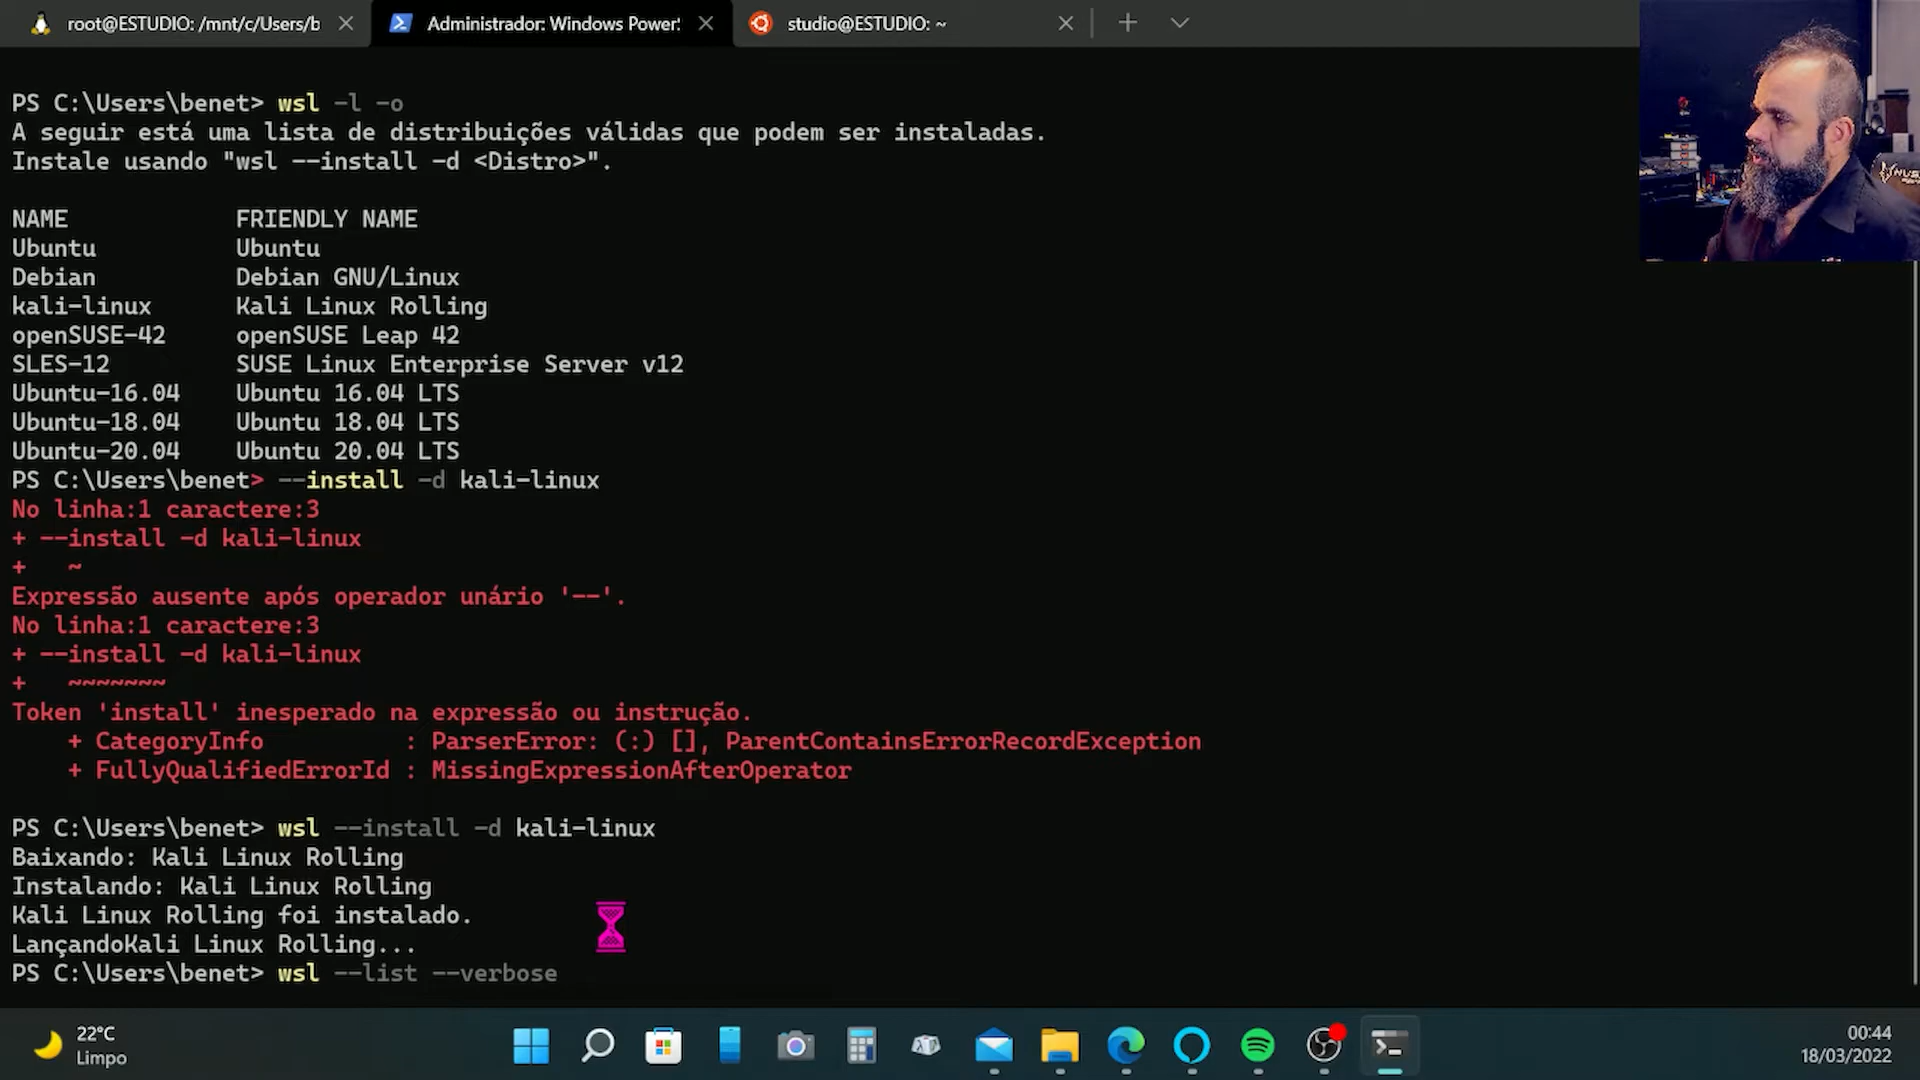 root@ESTUDIO: /mnt/c/Users/b
Administrador: Windows Power!
studio@ESTUDIO: ~
PS C:\Users\benet> wsl -l -o
A seguir está uma lista de distribuições válidas que podem ser instaladas.
Instale usando "wsl --install -d <Distro>".
NAME FRIENDLY NAME
Ubuntu Ubuntu
Debian Debian GNU/Linux
kali-linux Kali Linux Rolling
openSUSE-42 openSUSE Leap 42
SLES-12 SUSE Linux Enterprise Server v12
Ubuntu-16.04 Ubuntu 16.04 LTS
Ubuntu-18.04 Ubuntu 18.04 LTS
Ubuntu-20.04 Ubuntu 20.04 LTS
PS C:\Users\benet> --install -d kali-linux
No linha:1 caractere:3
+ --install -d kali-linux
+   ~
Expressão ausente após operador unário '--'.
No linha:1 caractere:3
+ --install -d kali-linux
+   ~~~~~~~
Token 'install' inesperado na expressão ou instrução.
+ CategoryInfo : ParserError: (:) [], ParentContainsErrorRecordException
+ FullyQualifiedErrorId : MissingExpressionAfterOperator
PS C:\Users\benet> wsl --install -d kali-linux
Baixando: Kali Linux Rolling
Instalando: Kali Linux Rolling
Kali Linux Rolling foi instalado.
LançandoKali Linux Rolling...
PS C:\Users\benet> wsl --list --verbose
22°C
Limpo
00:44
18/03/2022